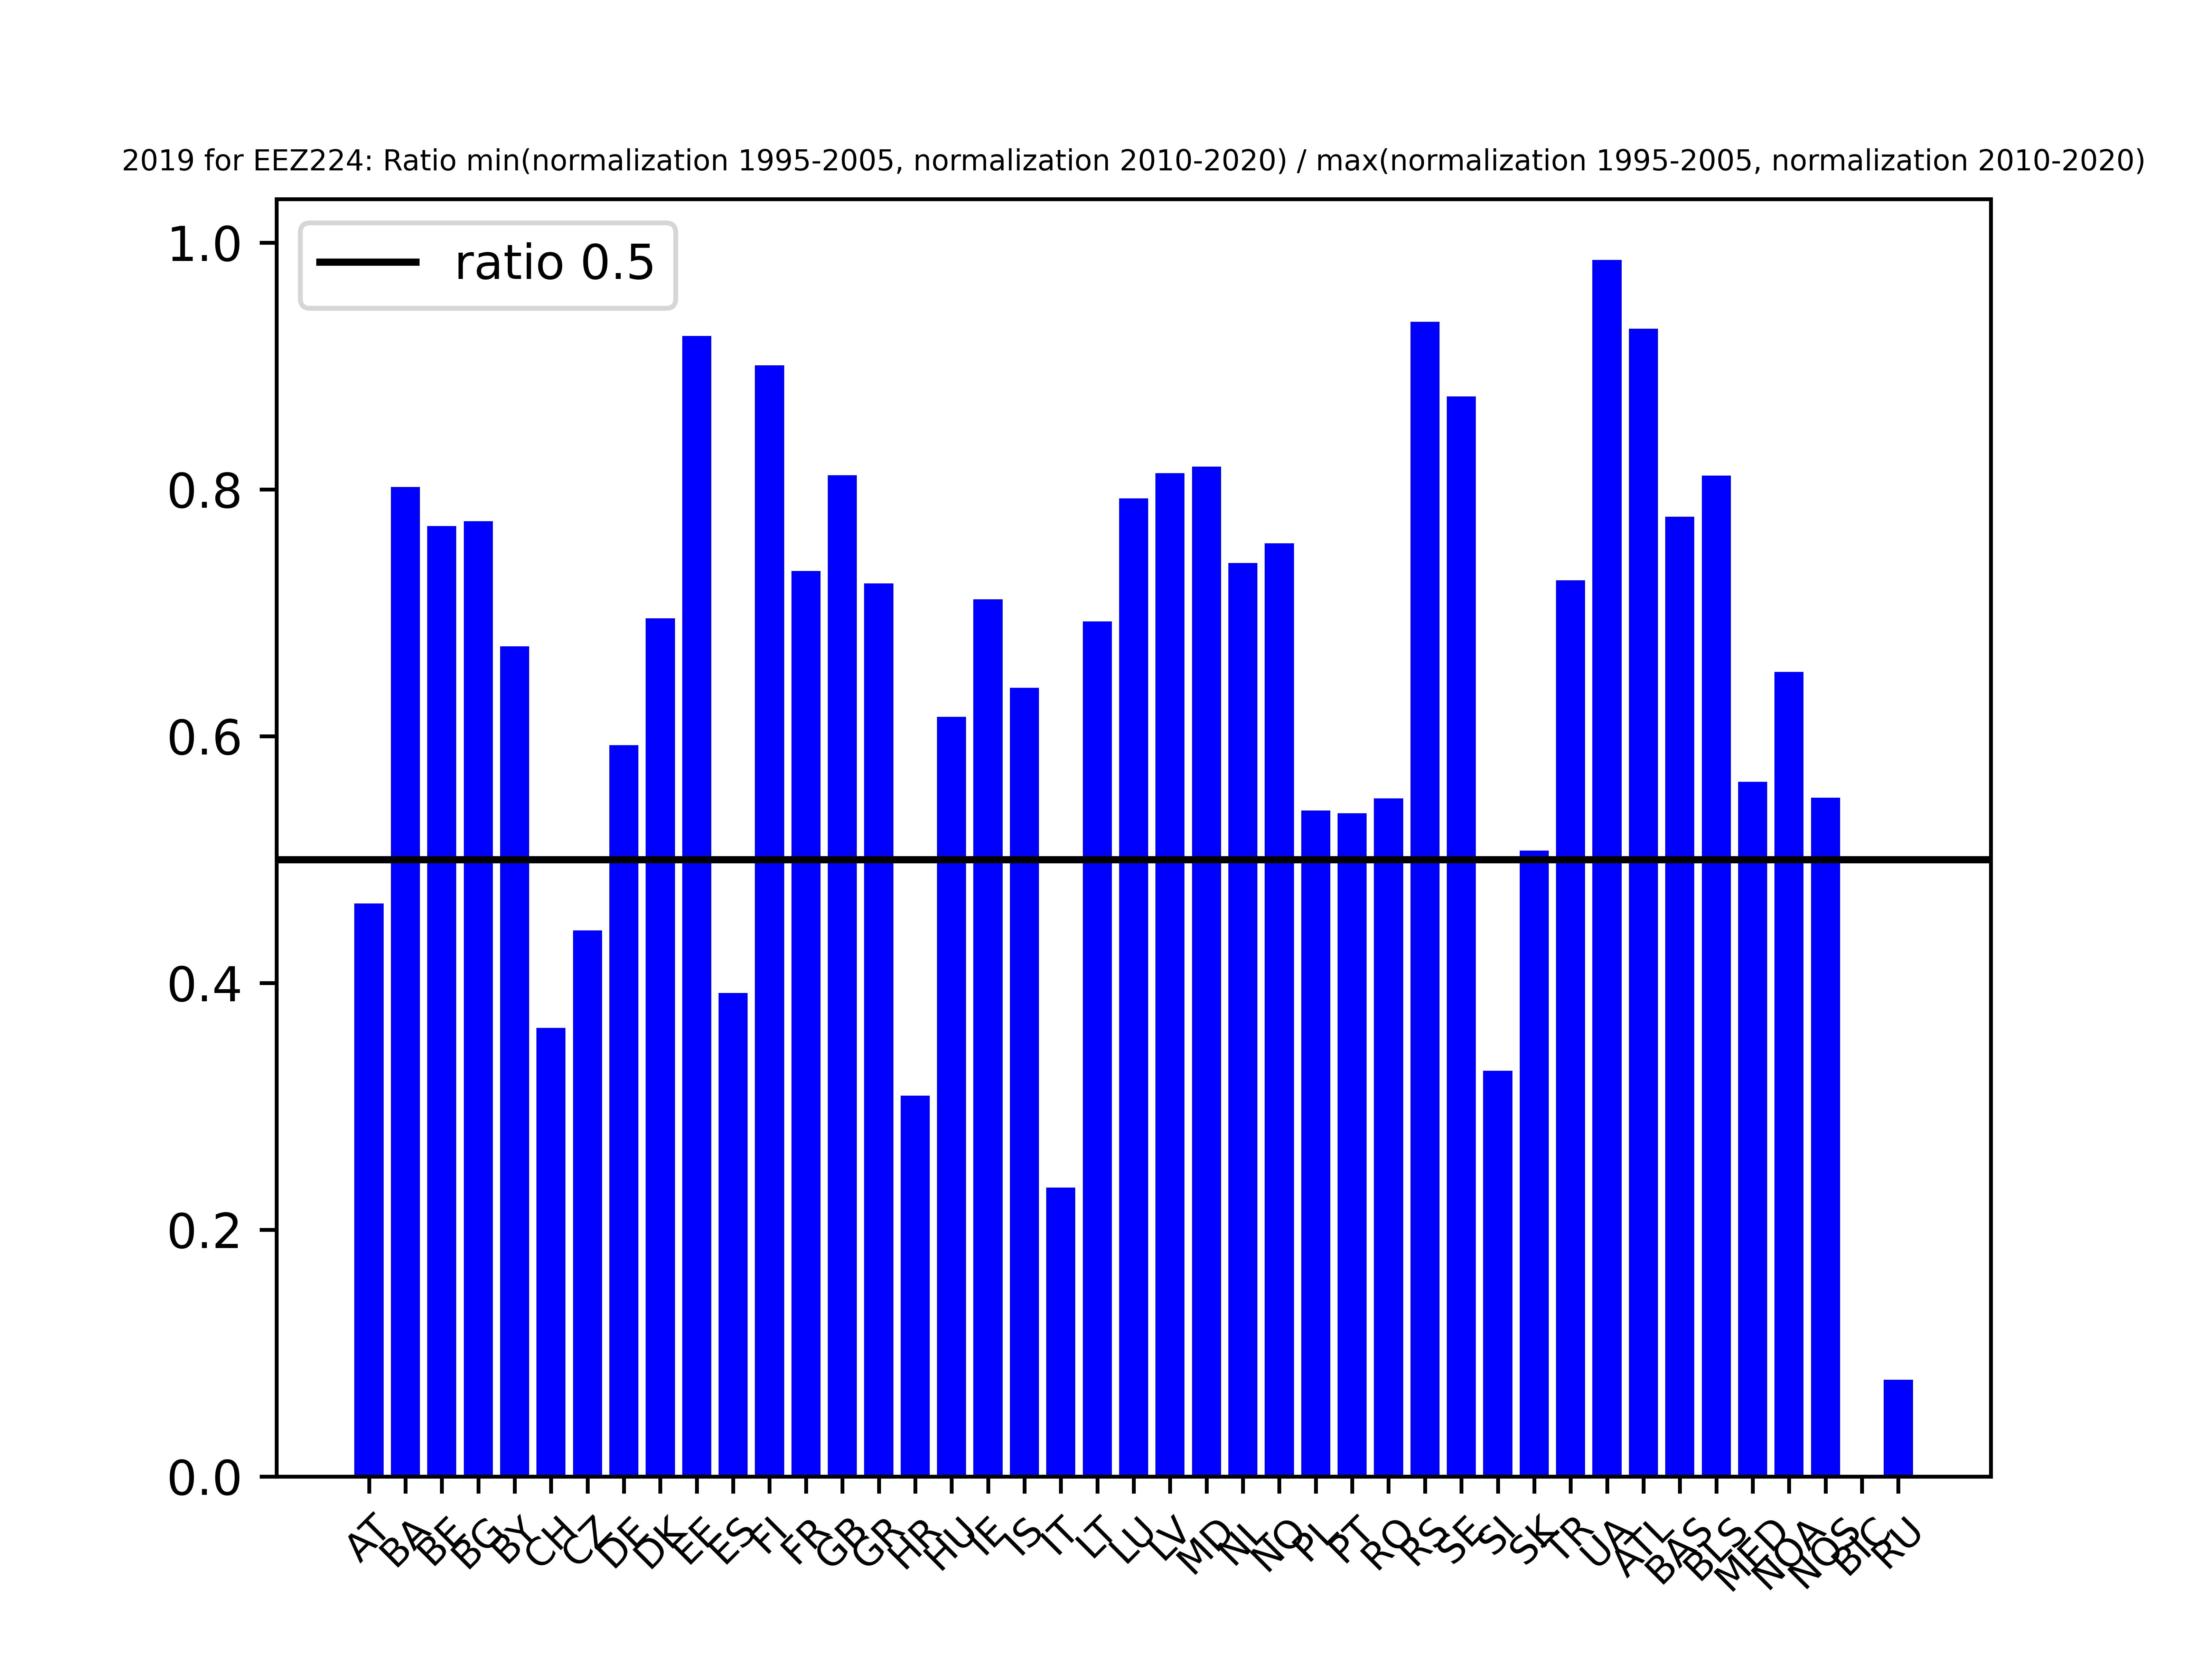 2019 for EEZ224: Ratio min(normalization 1995-2005, normalization 2010-2020) / max(normalization 1995-2005, normalization 2010-2020)
ratio 0.5
1.0
0.8
0.6
0.4
0.2
0.0
AT BA BE BG BY CH CZ DE DK EE ES FI FR GB GR HR HU IE IS IT LT LU LV MD NL NO PL PT RO RS SE SI SK TR UA ATL BAS BLS MED NOA NOS BIC RU